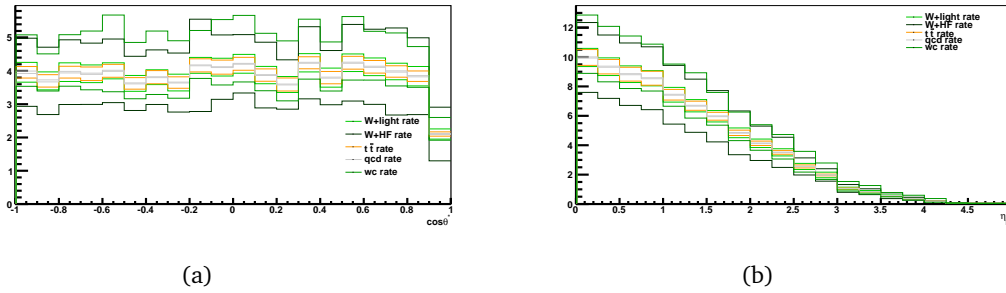 5
4
3
2
1
0
-1 -0.8 -0.6 -0.4 -0.2 0 0.2 0.4 0.6 0.8 1
cosθ*
W+light rate
W+HF rate
t t̄ rate
qcd rate
wc rate
12
10
8
6
4
2
0
0 0.5 1 1.5 2 2.5 3 3.5 4 4.5
η
W+light rate
W+HF rate
t t̄ rate
qcd rate
wc rate
(a)
(b)